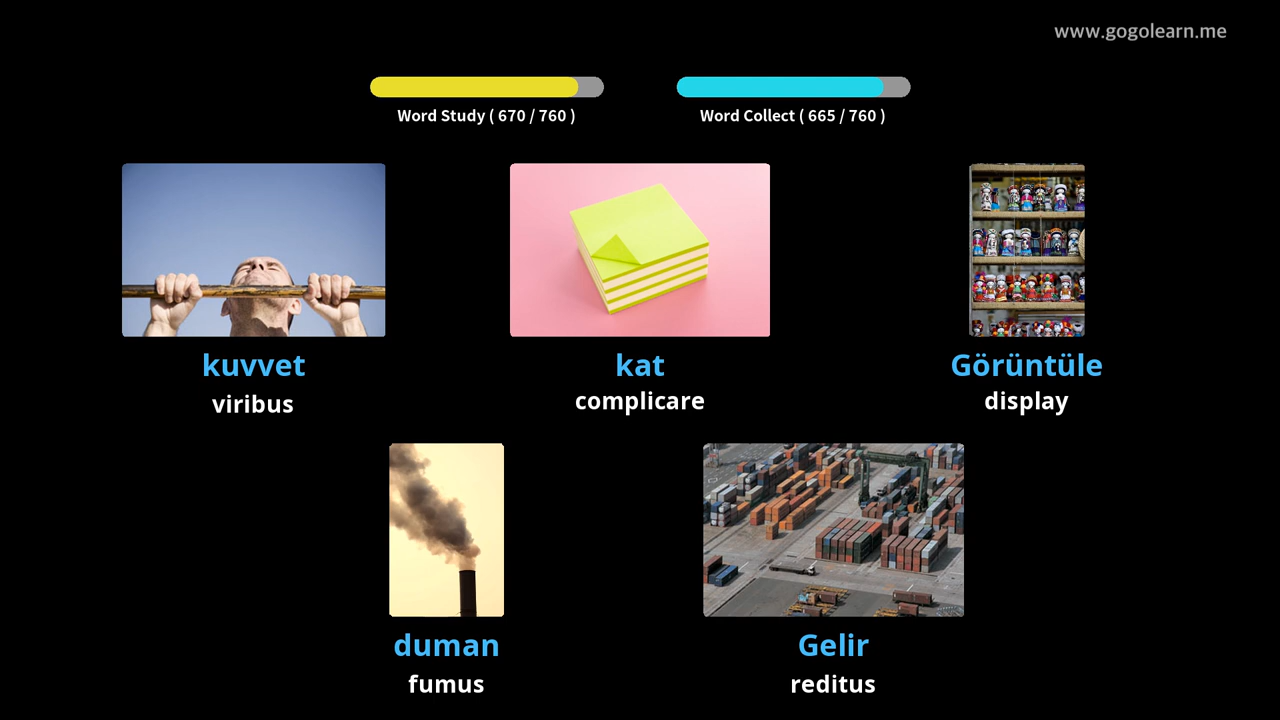 www.gogolearn.me
Word Study ( 670 / 760 )
Word Collect ( 665 / 760 )
kuvvet
viribus
kat
complicare
Görüntüle
display
duman
fumus
Gelir
reditus